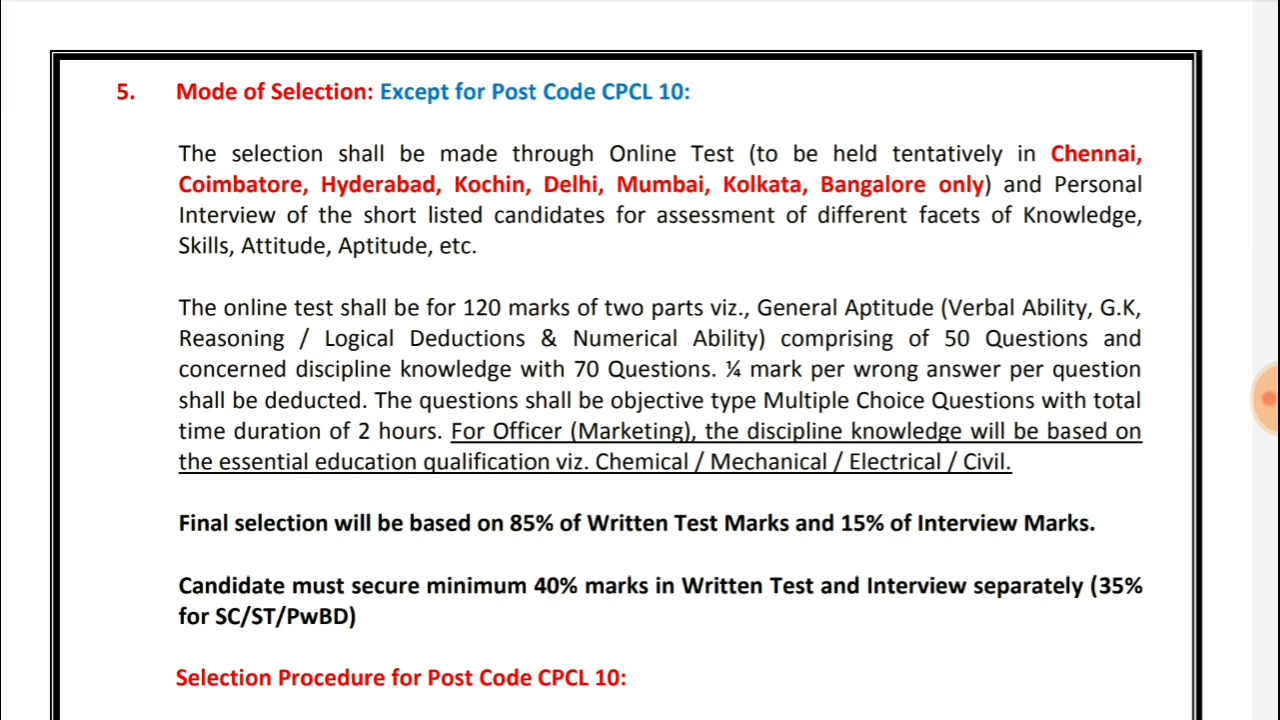 5. Mode of Selection: Except for Post Code CPCL 10:
The selection shall be made through Online Test (to be held tentatively in Chennai,
Coimbatore, Hyderabad, Kochin, Delhi, Mumbai, Kolkata, Bangalore only) and Personal
Interview of the short listed candidates for assessment of different facets of Knowledge,
Skills, Attitude, Aptitude, etc.
The online test shall be for 120 marks of two parts viz., General Aptitude (Verbal Ability, G.K,
Reasoning / Logical Deductions & Numerical Ability) comprising of 50 Questions and
concerned discipline knowledge with 70 Questions. ¼ mark per wrong answer per question
shall be deducted. The questions shall be objective type Multiple Choice Questions with total
time duration of 2 hours. For Officer (Marketing), the discipline knowledge will be based on
the essential education qualification viz. Chemical / Mechanical / Electrical / Civil.
Final selection will be based on 85% of Written Test Marks and 15% of Interview Marks.
Candidate must secure minimum 40% marks in Written Test and Interview separately (35%
for SC/ST/PwBD)
Selection Procedure for Post Code CPCL 10: